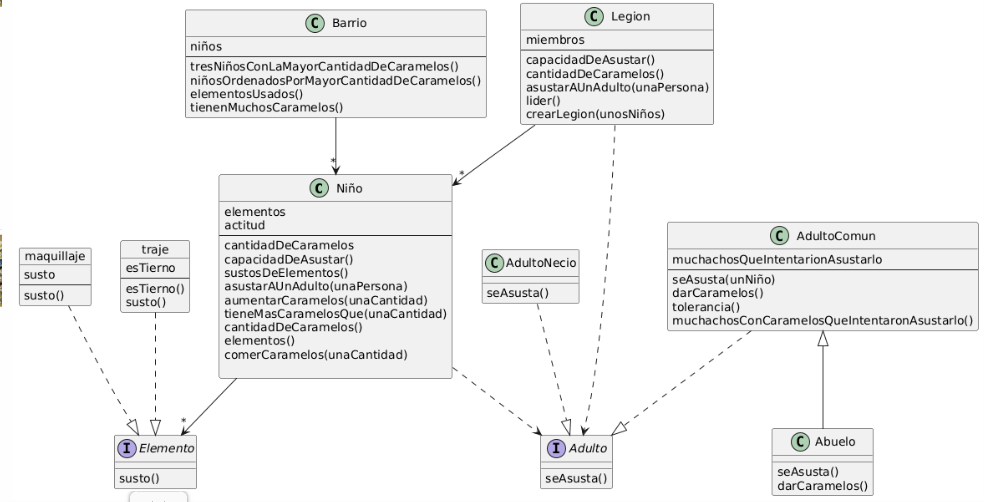 C Barrio
niños
tresNiñosConLaMayorCantidadDeCaramelos()
niñosOrdenadosPorMayorCantidadDeCaramelos()
elementosUsados()
tienenMuchosCaramelos()
C Legion
miembros
capacidadDeAsustar()
cantidadDeCaramelos()
asustarAUnAdulto(unaPersona)
lider()
crearLegion(unosNiños)
*
*
C Niño
elementos
actitud
cantidadDeCaramelos
capacidadDeAsustar()
sustosDeElementos()
asustarAUnAdulto(unaPersona)
aumentarCaramelos(unaCantidad)
tieneMasCaramelosQue(unaCantidad)
cantidadDeCaramelos()
elementos()
comerCaramelos(unaCantidad)
maquillaje
susto
susto()
traje
esTierno
esTierno()
susto()
C AdultoNecio
seAsusta()
C AdultoComun
muchachosQueIntentarionAsustarlo
seAsusta(unNiño)
darCaramelos()
tolerancia()
muchachosConCaramelosQueIntentaronAsustarlo()
*
I Elemento
susto()
I Adulto
seAsusta()
C Abuelo
seAsusta()
darCaramelos()